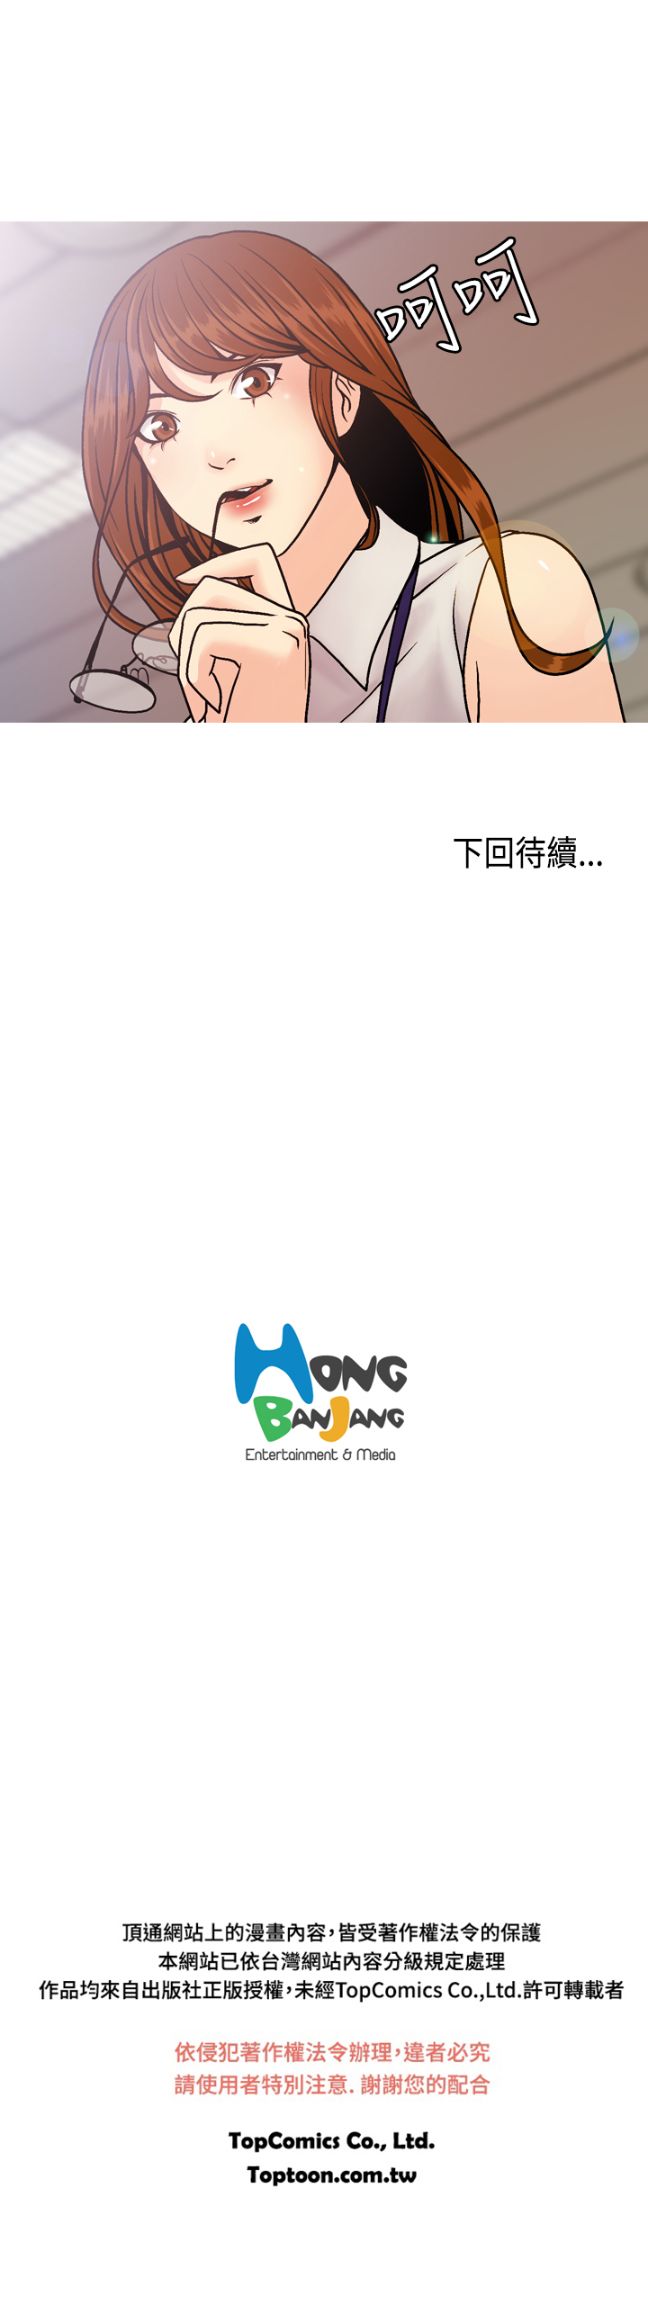 呵呵
下回待續...
HONG
BANJANG
Entertainment & Media
頂通網站上的漫畫內容，皆受著作權法令的保護
本網站已依台灣網站內容分級規定處理
作品均來自出版社正版授權，未經TopComics Co.,Ltd.許可轉載者
依侵犯著作權法令辦理，違者必究
請使用者特別注意. 謝謝您的配合
TopComics Co., Ltd.
Toptoon.com.tw